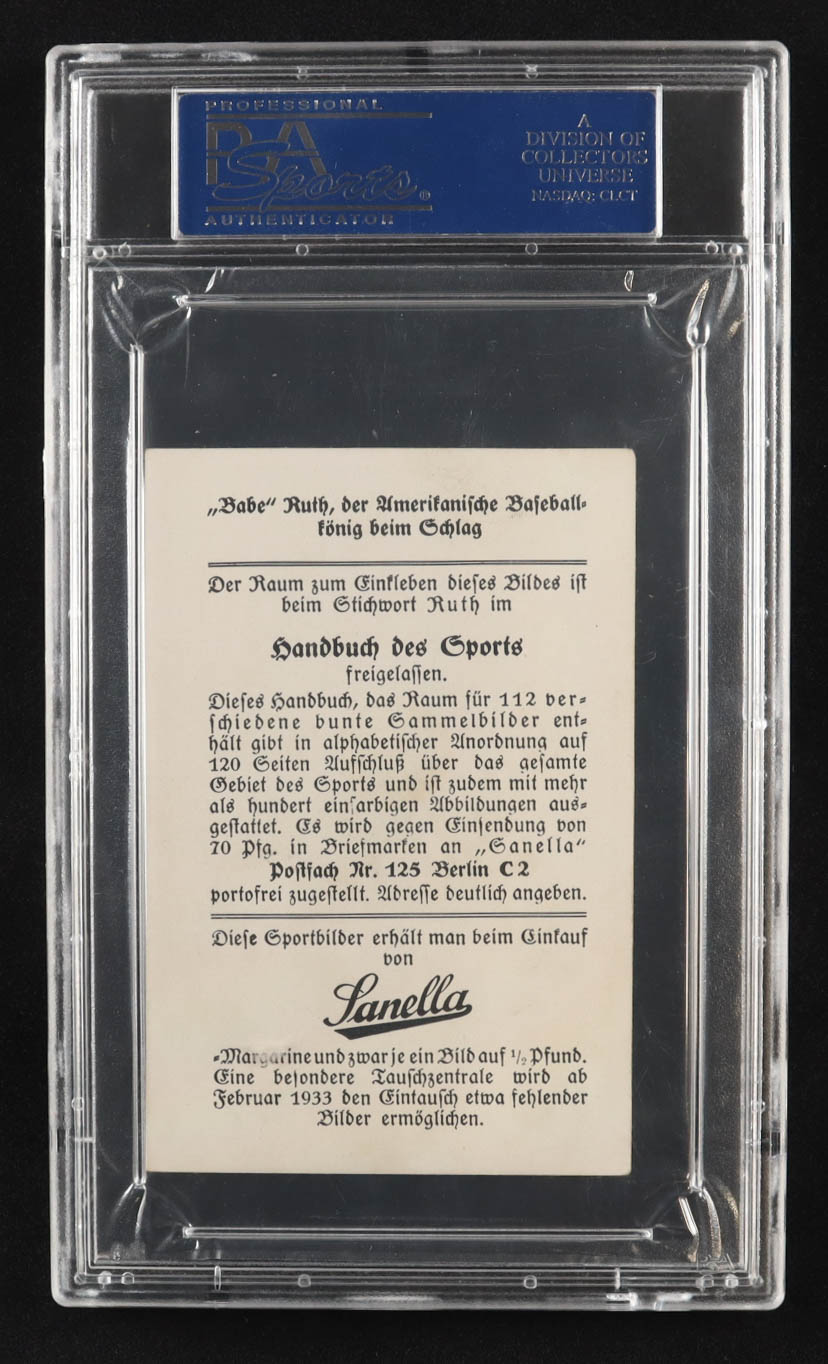 PROFESSIONAL
PSA
Sports®
AUTHENTICATOR
A
DIVISION OF
COLLECTORS
UNIVERSE
NASDAQ: CLCT
„Babe“ Ruth, der Amerikanische Baseball-
könig beim Schlag
Der Raum zum Einkleben dieses Bildes ist
beim Stichwort Ruth im
Handbuch des Sports
freigelassen.
Dieses Handbuch, das Raum für 112 ver-
schiedene bunte Sammelbilder ent-
hält gibt in alphabetischer Anordnung auf
120 Seiten Aufschluß über das gesamte
Gebiet des Sports und ist zudem mit mehr
als hundert einfarbigen Abbildungen aus-
gestattet. Es wird gegen Einsendung von
70 Pfg. in Briefmarken an „Sanella“
Postfach Nr. 125 Berlin C 2
portofrei zugestellt. Adresse deutlich angeben.
Diese Sportbilder erhält man beim Einkauf
von
Sanella
-Margarine und zwar je ein Bild auf 1/2 Pfund.
Eine besondere Tauschzentrale wird ab
Februar 1933 den Eintausch etwa fehlender
Bilder ermöglichen.